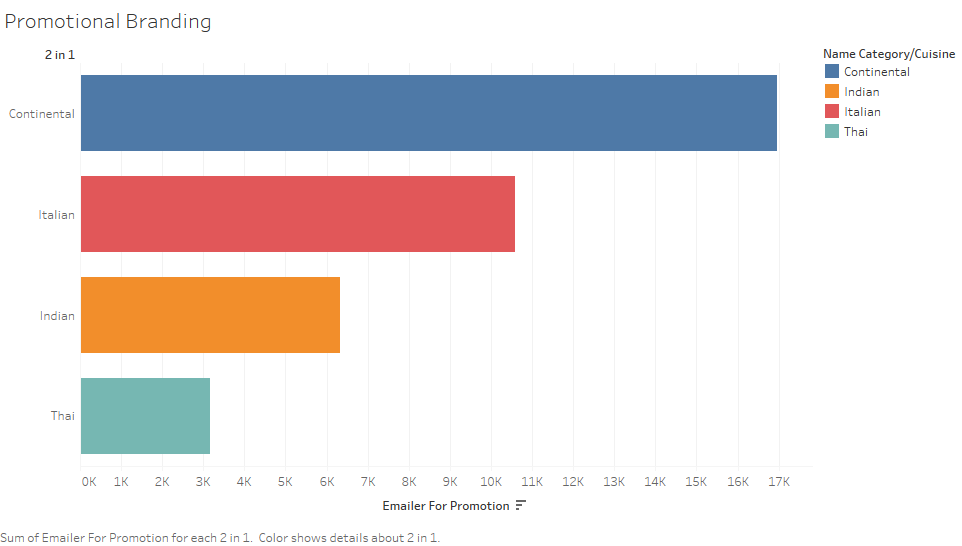 Promotional Branding
2 in 1
Name Category/Cuisine
Continental
Indian
Italian
Thai
Continental
Italian
Indian
Thai
0K 1K 2K 3K 4K 5K 6K 7K 8K 9K 10K 11K 12K 13K 14K 15K 16K 17K
Emailer For Promotion
Sum of Emailer For Promotion for each 2 in 1. Color shows details about 2 in 1.